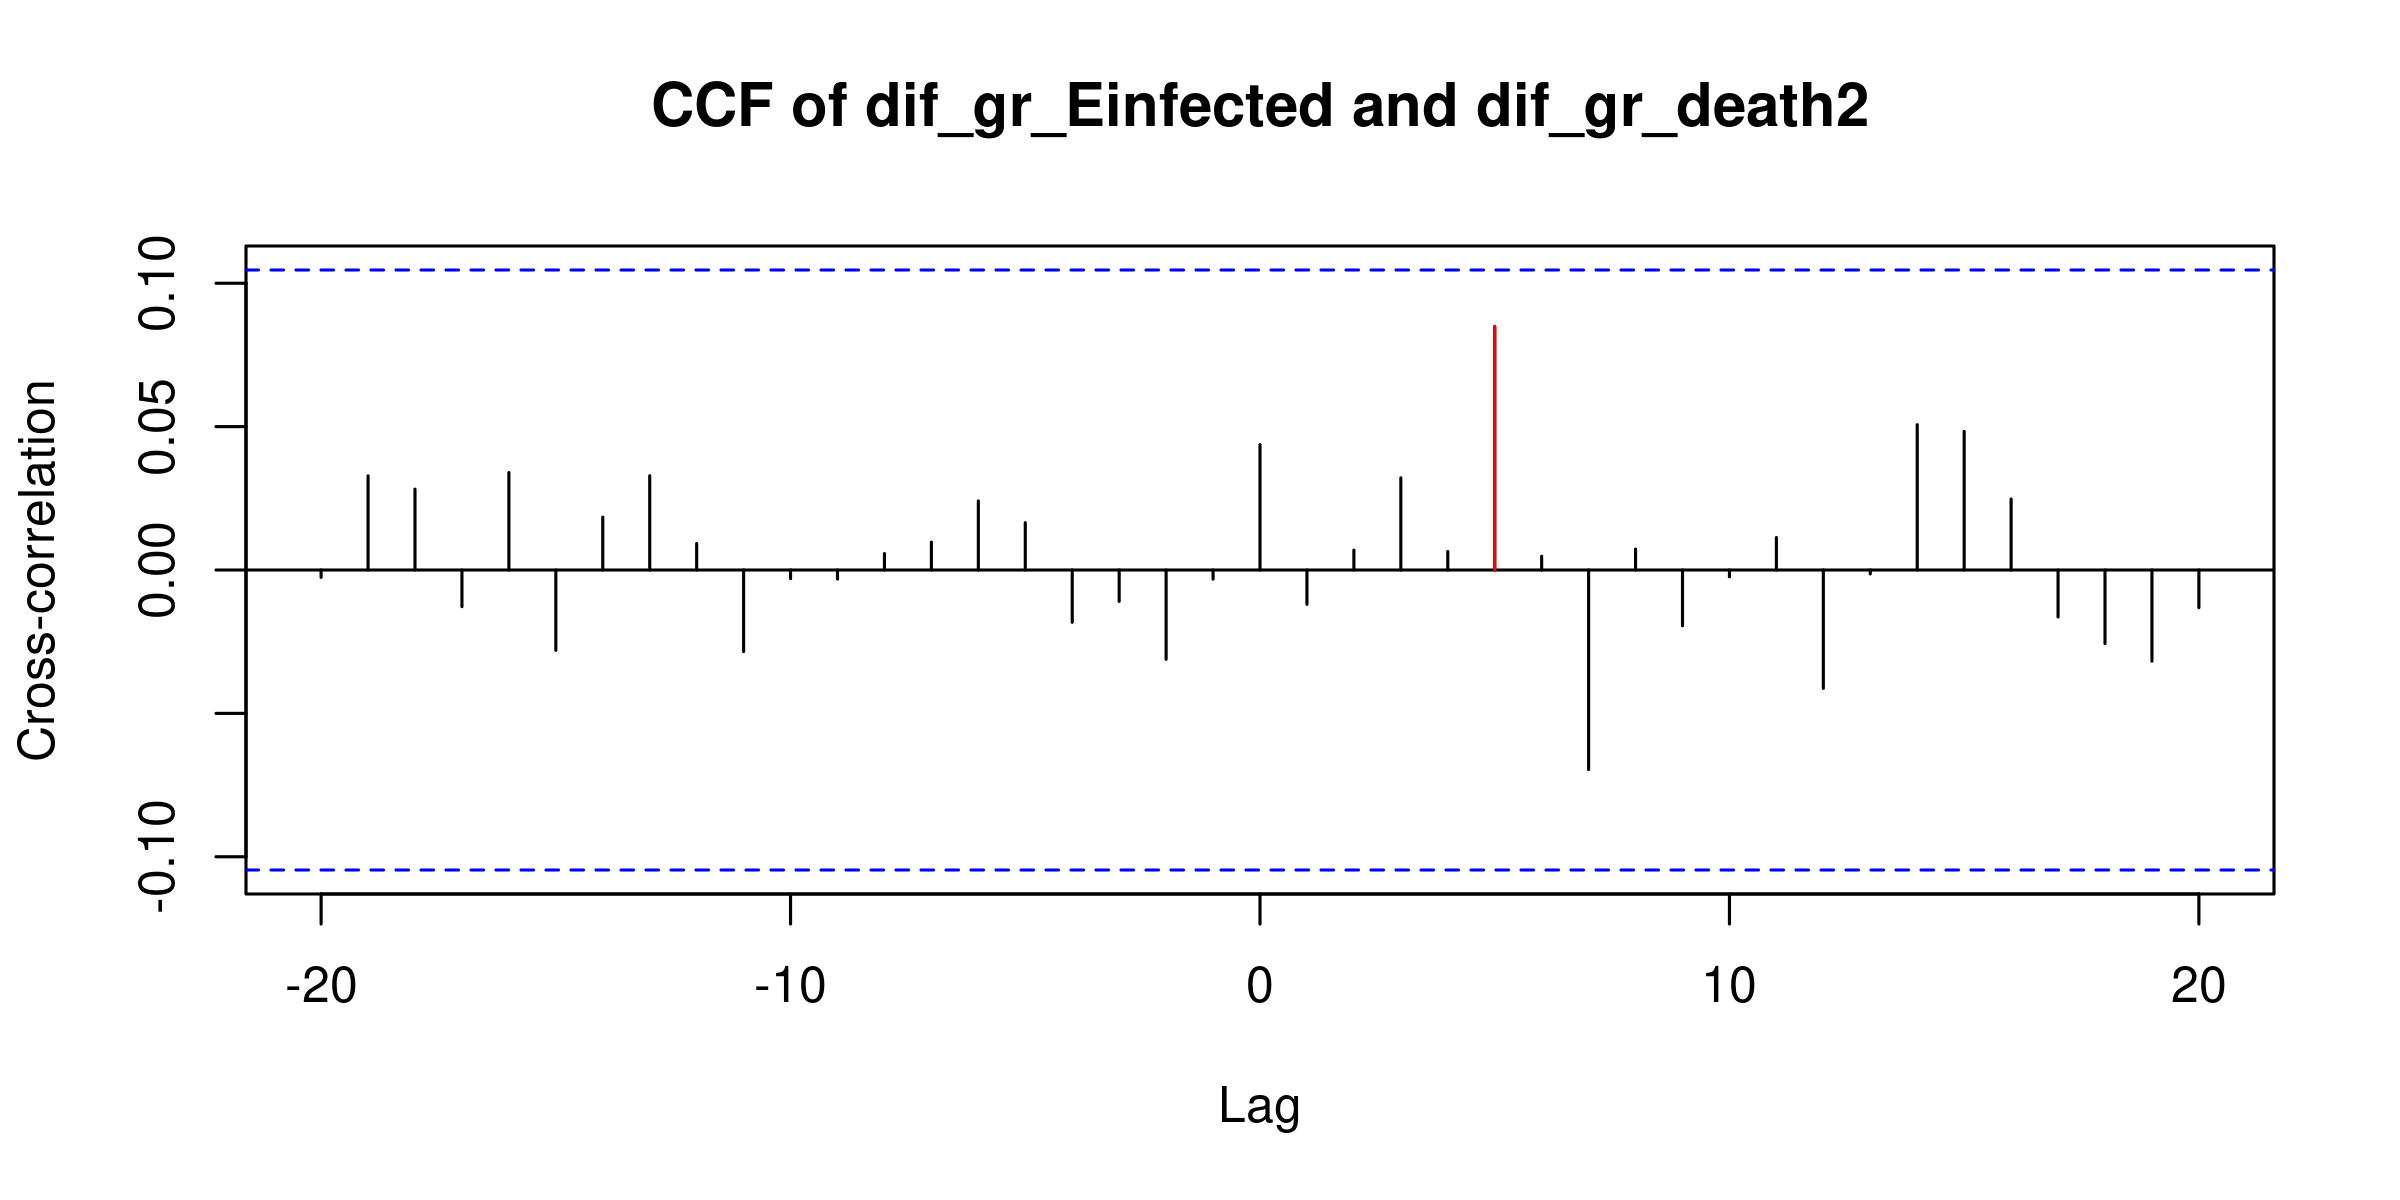 CCF of dif_gr_Einfected and dif_gr_death2
Cross-correlation
0.10
0.05
0.00
-0.10
-20 -10 0 10 20
Lag